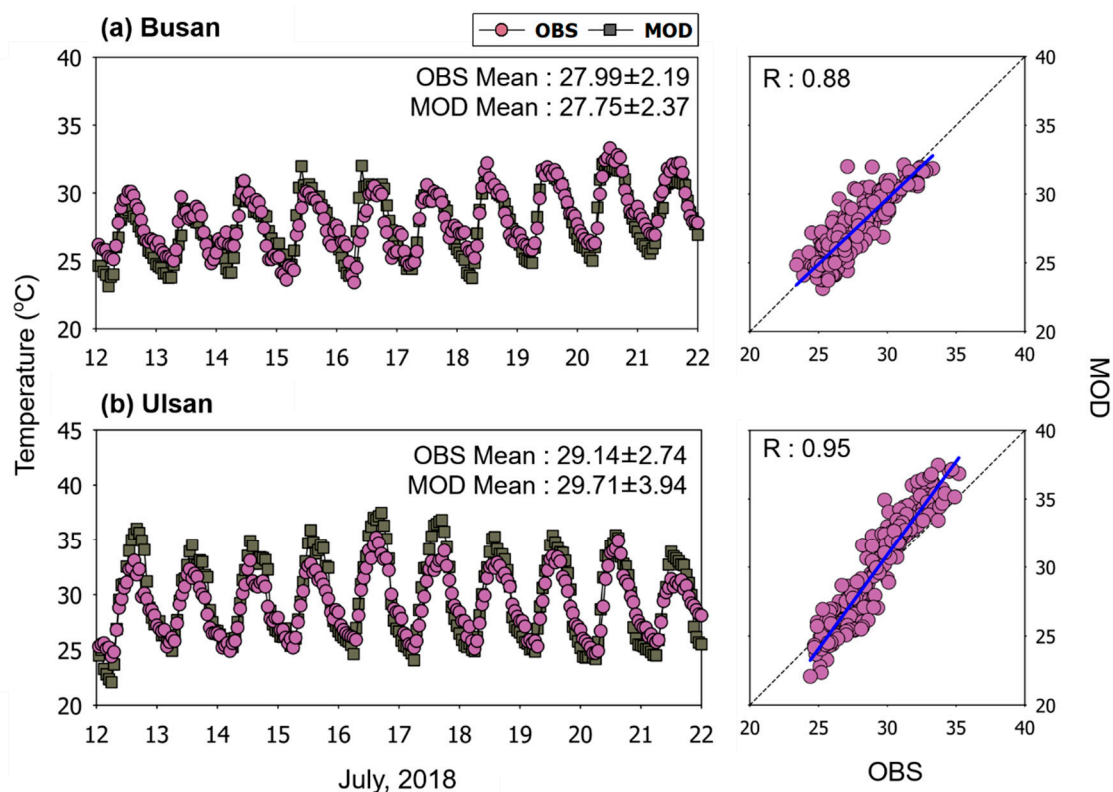 (a) Busan
OBS MOD
40
35
30
25
20
OBS Mean : 27.99±2.19
MOD Mean : 27.75±2.37
12 13 14 15 16 17 18 19 20 21 22
R : 0.88
40
35
30
25
20
20 25 30 35 40
Temperature (°C)
MOD
(b) Ulsan
45
40
35
30
25
20
OBS Mean : 29.14±2.74
MOD Mean : 29.71±3.94
12 13 14 15 16 17 18 19 20 21 22
July, 2018
R : 0.95
40
35
30
25
20
20 25 30 35 40
OBS